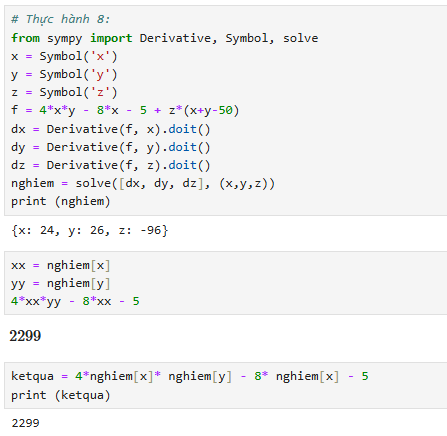 # Thực hành 8:
from sympy import Derivative, Symbol, solve
x = Symbol('x')
y = Symbol('y')
z = Symbol('z')
f = 4*x*y - 8*x - 5 + z*(x+y-50)
dx = Derivative(f, x).doit()
dy = Derivative(f, y).doit()
dz = Derivative(f, z).doit()
nghiem = solve([dx, dy, dz], (x,y,z))
print (nghiem)
{x: 24, y: 26, z: -96}
xx = nghiem[x]
yy = nghiem[y]
4*xx*yy - 8*xx - 5
2299
ketqua = 4*nghiem[x]* nghiem[y] - 8* nghiem[x] - 5
print (ketqua)
2299